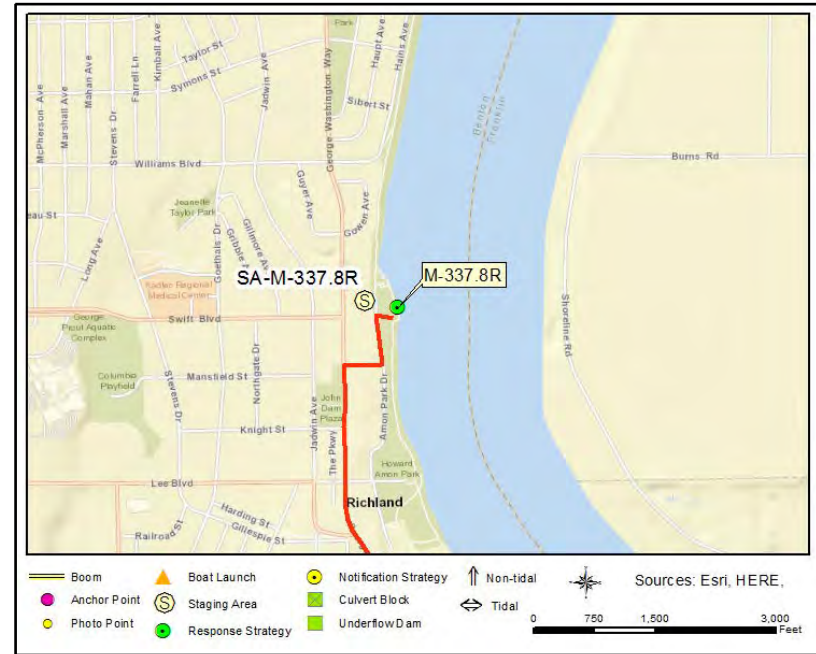 Park
Haupt Ave
Hains Ave
Taylor St
Kimball Ave
Farrell Ln
Mahan Ave
Marshall Ave
McPherson Ave
Stevens Dr
Symons St
Jadwin Ave
George Washington Way
Sibert St
Benton
Franklin
Williams Blvd
Burns Rd
Jeanette
Taylor Park
Guyer Ave
Gowen Ave
eau St
Long Ave
Goethals Dr
Gribble
Gillmore Ave
SA-M-337.8R
M-337.8R
Kadlec Regional
Medical Center
S
Swift Blvd
George
Prout Aquatic
Complex
Shoreline Rd
Columbia
Playfield
Mansfield St
Stevens Dr
Northgate Dr
Jadwin Ave
John
Dam
Plaza
Amon Park Dr
Knight St
The Pkwy
Howard
Amon Park
Lee Blvd
Richland
Harding St
Gillespie St
Railroad St
Boom
Boat Launch
Notification Strategy
Non-tidal
Sources: Esri, HERE,
Anchor Point
S
Staging Area
Culvert Block
Tidal
Photo Point
Response Strategy
Underflow Dam
0 750 1,500 3,000
Feet